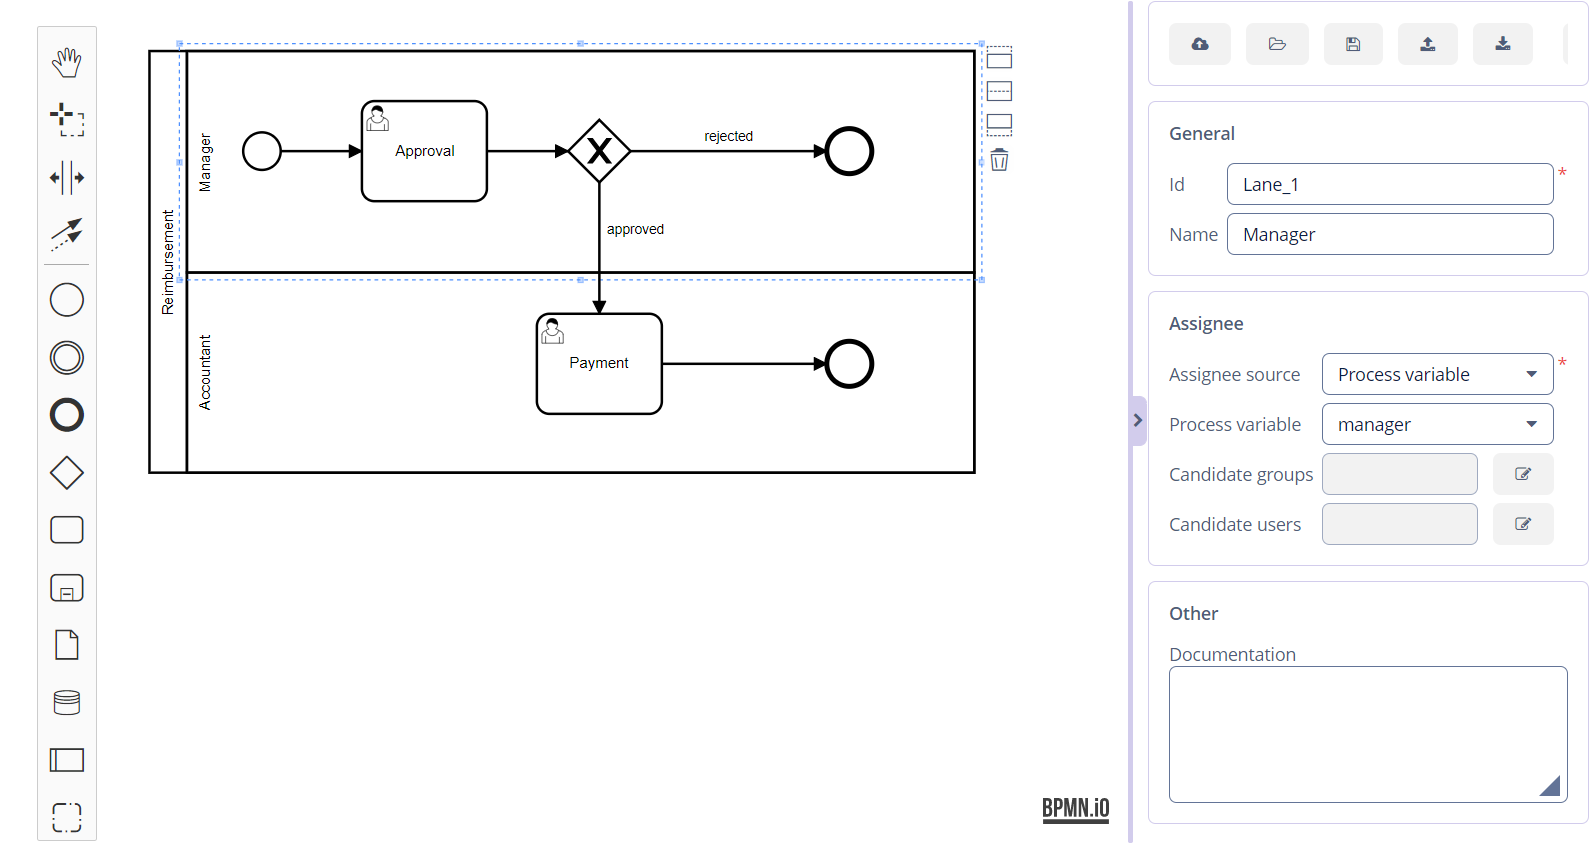 Reimbursement
Manager
Approval
X
rejected
approved
Accountant
Payment
BPMN.iO
General
Id
Lane_1
*
Name
Manager
Assignee
Assignee source
Process variable
*
Process variable
manager
Candidate groups
Candidate users
Other
Documentation